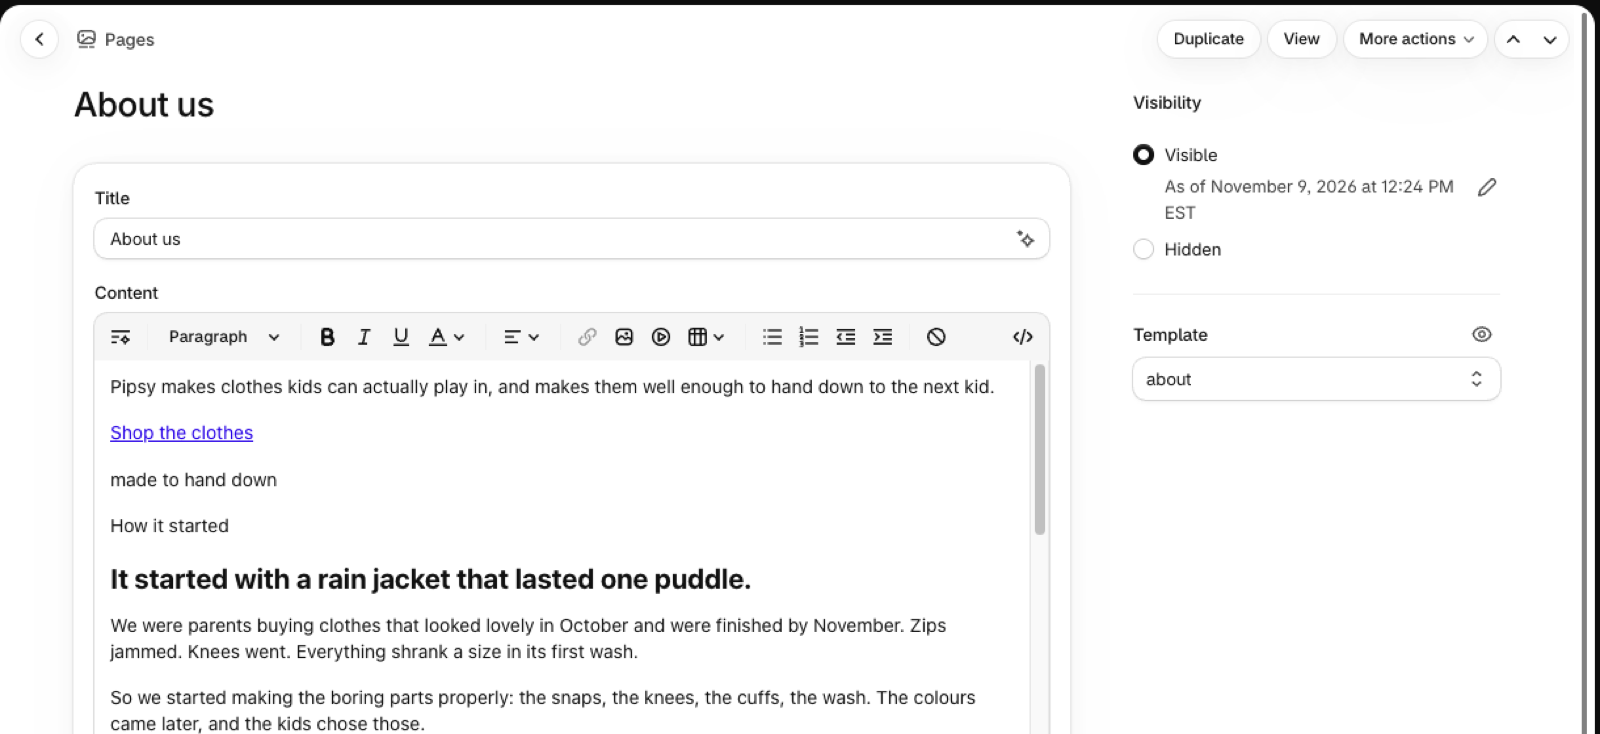 Pages
Duplicate
View
More actions
About us
Title
About us
Content
Paragraph
B I U A
Pipsy makes clothes kids can actually play in, and makes them well enough to hand down to the next kid.
Shop the clothes
made to hand down
How it started
It started with a rain jacket that lasted one puddle.
We were parents buying clothes that looked lovely in October and were finished by November. Zips
jammed. Knees went. Everything shrank a size in its first wash.
So we started making the boring parts properly: the snaps, the knees, the cuffs, the wash. The colours
came later, and the kids chose those.
Visibility
Visible
As of November 9, 2026 at 12:24 PM
EST
Hidden
Template
about